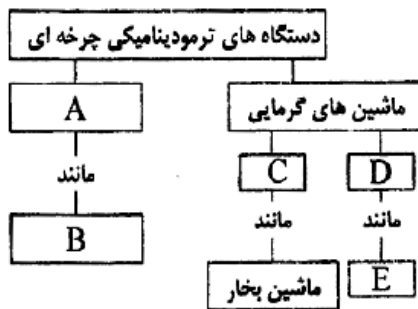 دستگاه های ترمودینامیکی چرخه ای
ماشین های گرمایی
A
D
C
مانند
مانند
مانند
B
E
ماشین بخار